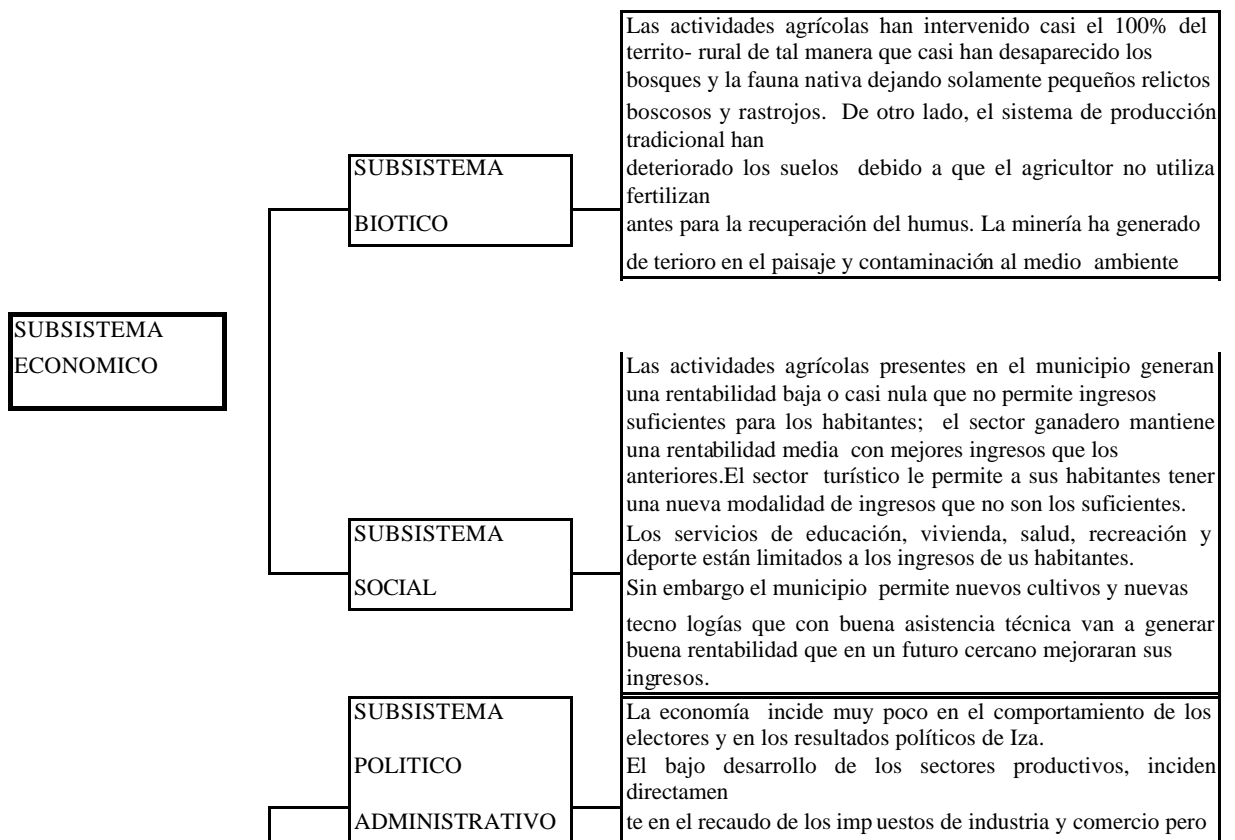 Las actividades agrícolas han intervenido casi el 100% del
territo- rural de tal manera que casi han desaparecido los
bosques y la fauna nativa dejando solamente pequeños relictos
boscosos y rastrojos. De otro lado, el sistema de producción
tradicional han
deteriorado los suelos debido a que el agricultor no utiliza
fertilizan
antes para la recuperación del humus. La minería ha generado
de terioro en el paisaje y contaminación al medio ambiente
SUBSISTEMA
BIOTICO
SUBSISTEMA
ECONOMICO
Las actividades agrícolas presentes en el municipio generan
una rentabilidad baja o casi nula que no permite ingresos
suficientes para los habitantes; el sector ganadero mantiene
una rentabilidad media con mejores ingresos que los
anteriores.El sector turístico le permite a sus habitantes tener
una nueva modalidad de ingresos que no son los suficientes.
Los servicios de educación, vivienda, salud, recreación y
deporte están limitados a los ingresos de us habitantes.
Sin embargo el municipio permite nuevos cultivos y nuevas
tecno logías que con buena asistencia técnica van a generar
buena rentabilidad que en un futuro cercano mejoraran sus
ingresos.
SUBSISTEMA
SOCIAL
SUBSISTEMA
POLITICO
ADMINISTRATIVO
La economía incide muy poco en el comportamiento de los
electores y en los resultados políticos de Iza.
El bajo desarrollo de los sectores productivos, inciden
directamen
te en el recaudo de los imp uestos de industria y comercio pero